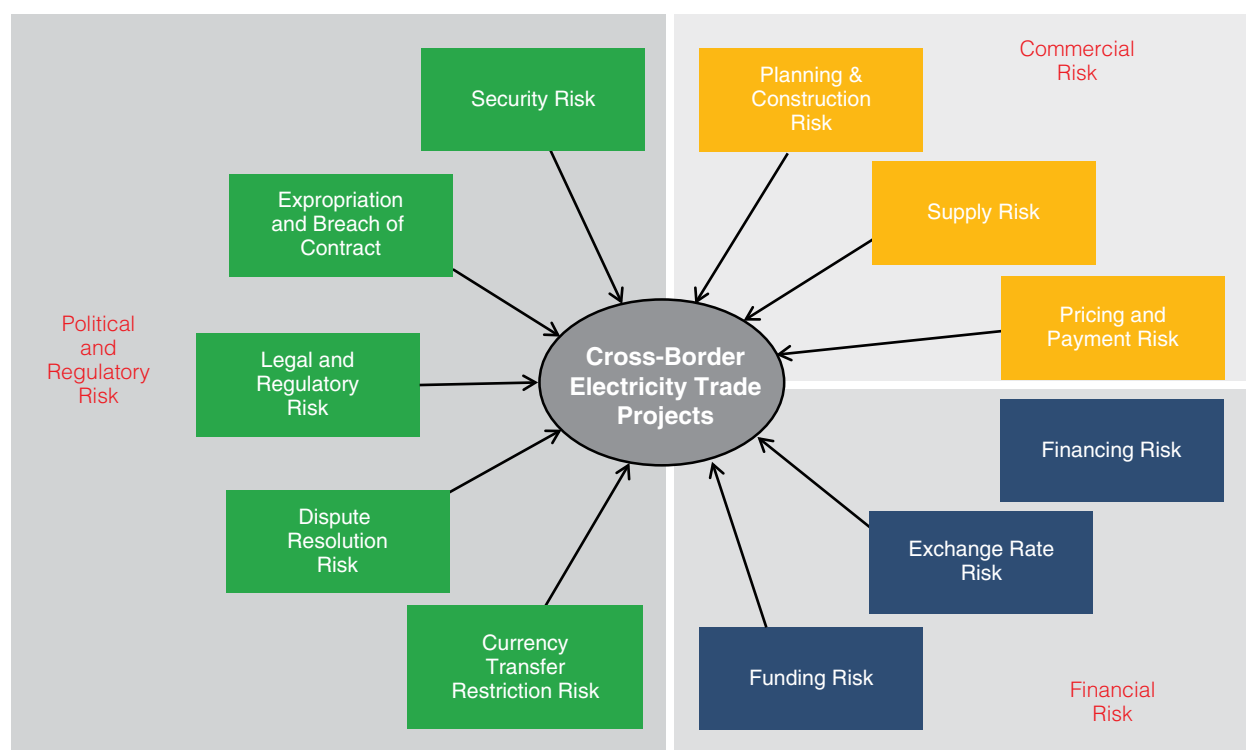 Political
and
Regulatory
Risk
Security Risk
Expropriation
and Breach of
Contract
Legal and
Regulatory
Risk
Dispute
Resolution
Risk
Currency
Transfer
Restriction Risk
Cross-Border
Electricity Trade
Projects
Commercial
Risk
Planning &
Construction
Risk
Supply Risk
Pricing and
Payment Risk
Financing Risk
Exchange Rate
Risk
Funding Risk
Financial
Risk